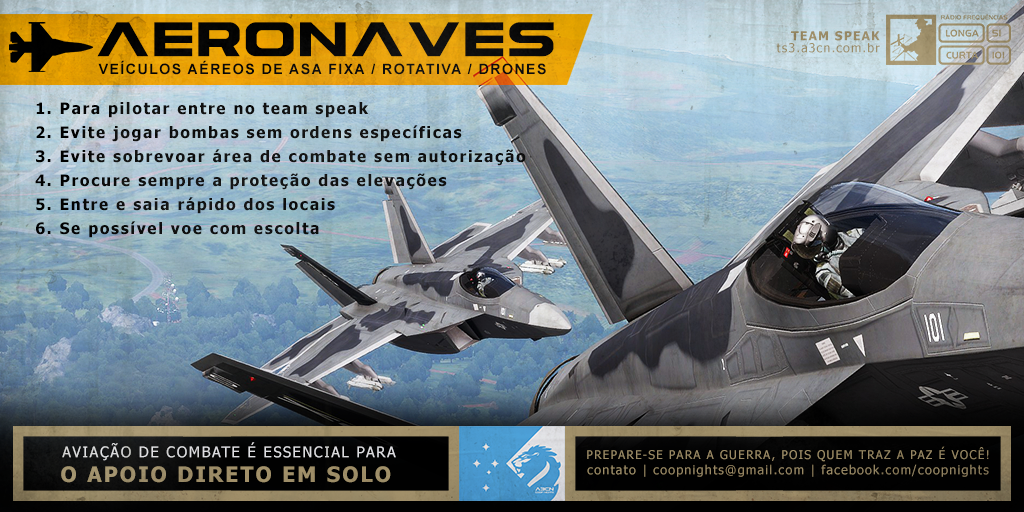 AERONAVES
VEÍCULOS AÉREOS DE ASA FIXA / ROTATIVA / DRONES
TEAM SPEAK
ts3.a3cn.com.br
RÁDIO FREQUÊNCIAS
LONGA 51
CURTA 101
1. Para pilotar entre no team speak
2. Evite jogar bombas sem ordens específicas
3. Evite sobrevoar área de combate sem autorização
4. Procure sempre a proteção das elevações
5. Entre e saia rápido dos locais
6. Se possível voe com escolta
101
AVIAÇÃO DE COMBATE É ESSENCIAL PARA
O APOIO DIRETO EM SOLO
A3CN
PREPARE-SE PARA A GUERRA, POIS QUEM TRAZ A PAZ É VOCÊ!
contato | coopnights@gmail.com | facebook.com/coopnights